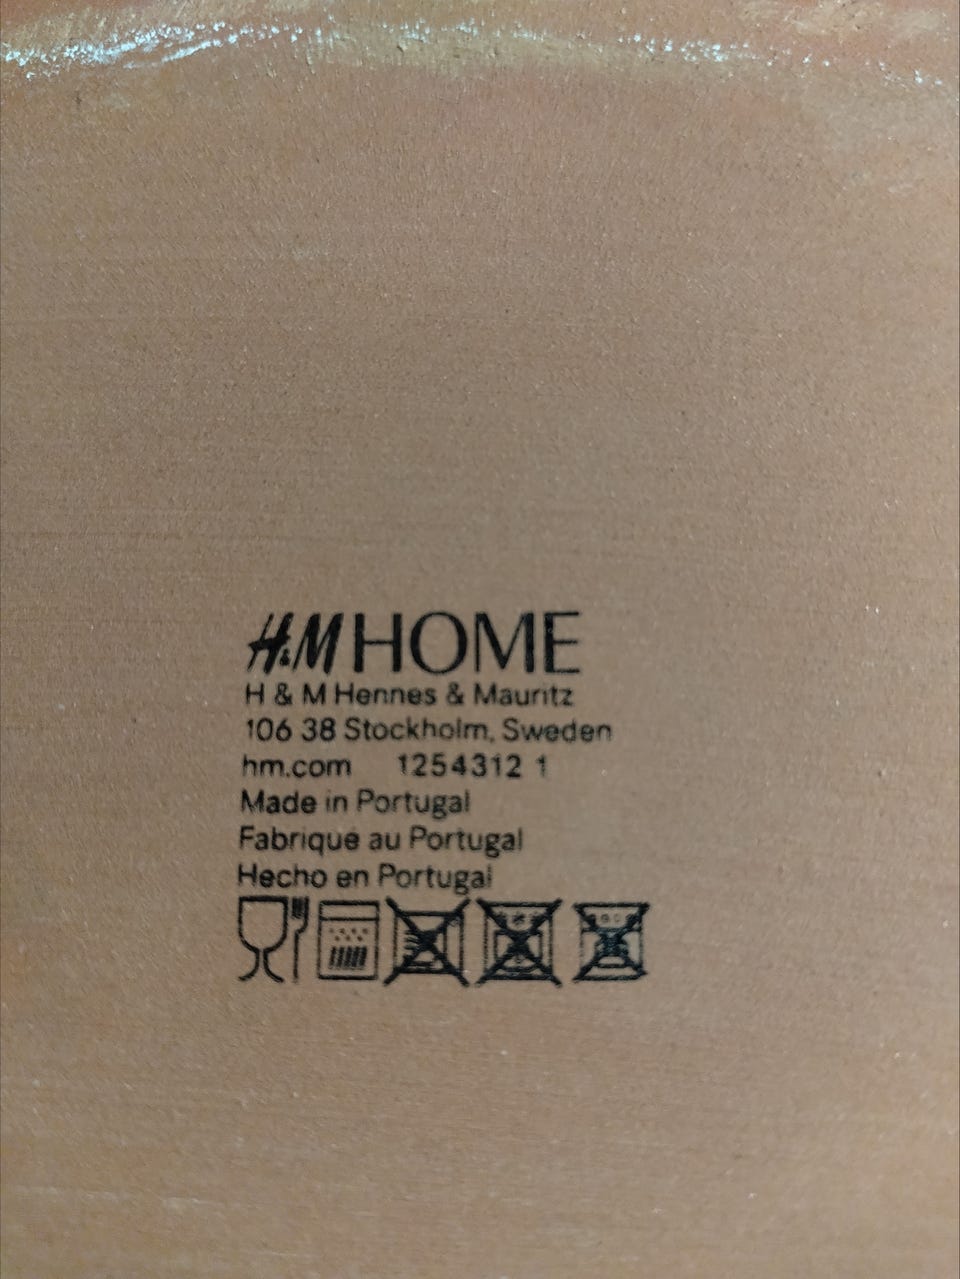 H&M HOME
H & M Hennes & Mauritz
106 38 Stockholm, Sweden
hm.com 1254312 1
Made in Portugal
Fabrique au Portugal
Hecho en Portugal